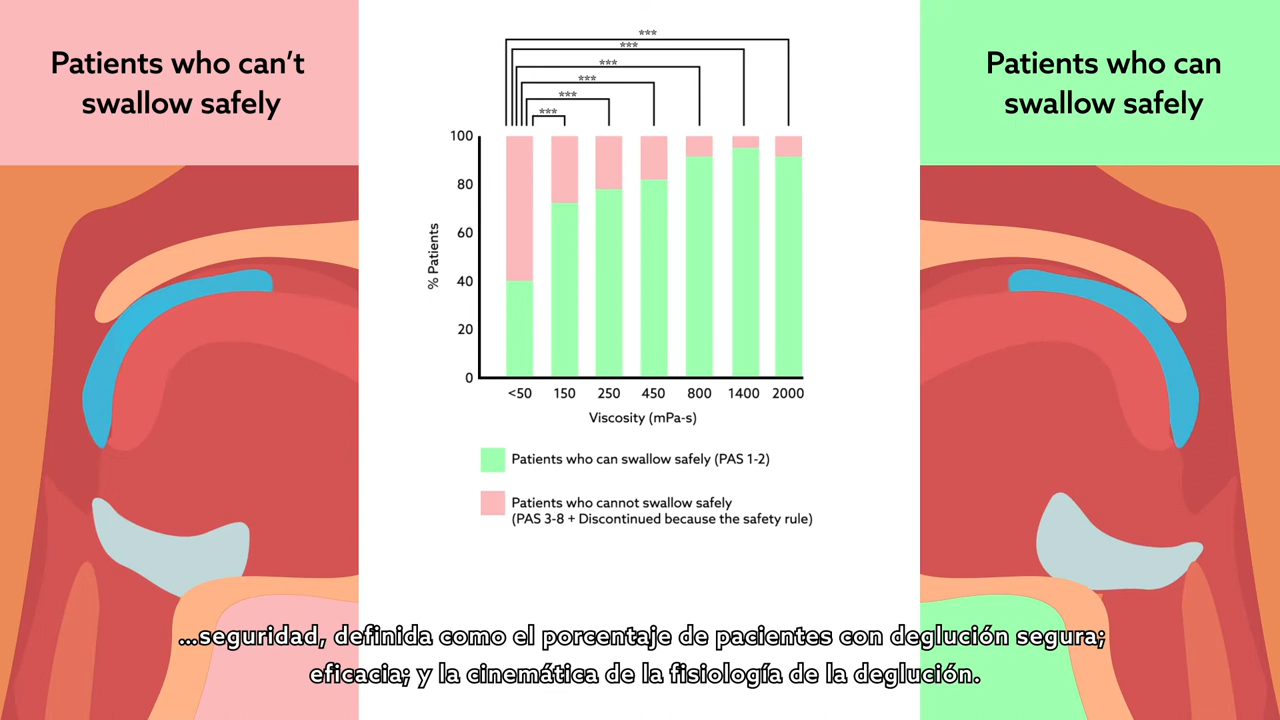 Patients who can't
swallow safely
Patients who can
swallow safely
***
***
***
***
***
***
100
80
60
40
20
0
% Patients
<50 150 250 450 800 1400 2000
Viscosity (mPa-s)
Patients who can swallow safely (PAS 1-2)
Patients who cannot swallow safely
(PAS 3-8 + Discontinued because the safety rule)
...seguridad, definida como el porcentaje de pacientes con deglución segura;
eficacia; y la cinemática de la fisiología de la deglución.